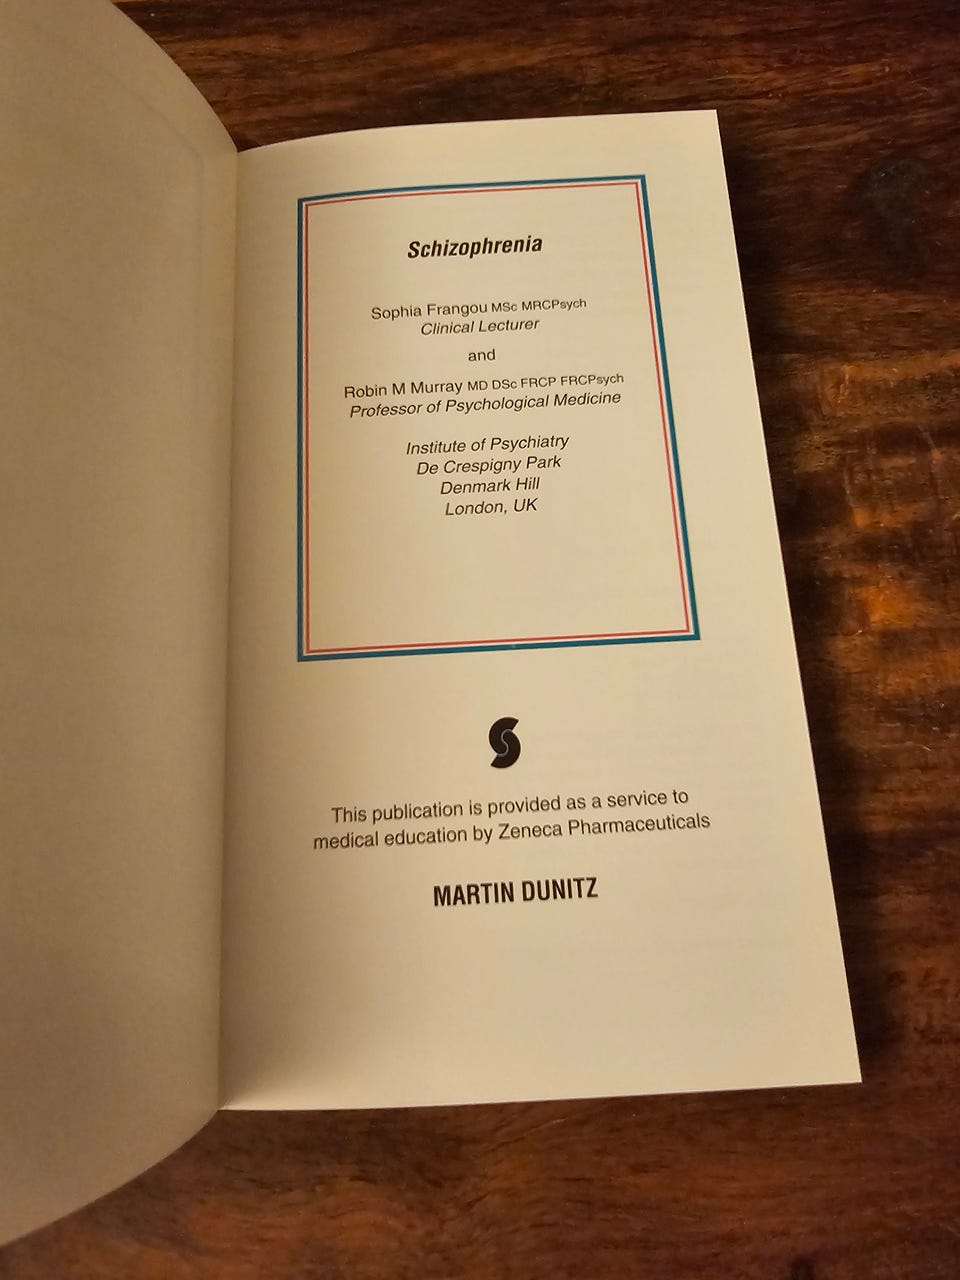 Schizophrenia
Sophia Frangou MSc MRCPsych
Clinical Lecturer
and
Robin M Murray MD DSc FRCP FRCPsych
Professor of Psychological Medicine
Institute of Psychiatry
De Crespigny Park
Denmark Hill
London, UK
This publication is provided as a service to
medical education by Zeneca Pharmaceuticals
MARTIN DUNITZ